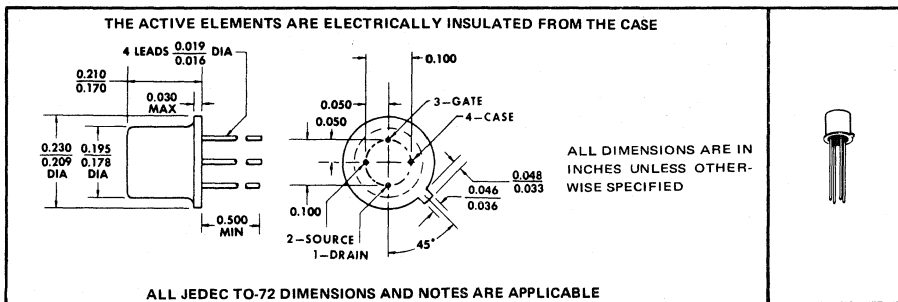 THE ACTIVE ELEMENTS ARE ELECTRICALLY INSULATED FROM THE CASE
4 LEADS 0.019 DIA
0.016
0.210
0.170
0.030
MAX
0.230
0.209
DIA
0.195
0.178
DIA
0.500
MIN
0.100
0.050
0.050
3–GATE
4–CASE
0.100
2–SOURCE
1–DRAIN
45°
0.048
0.033
0.046
0.036
ALL DIMENSIONS ARE IN
INCHES UNLESS OTHER-
WISE SPECIFIED
ALL JEDEC TO-72 DIMENSIONS AND NOTES ARE APPLICABLE